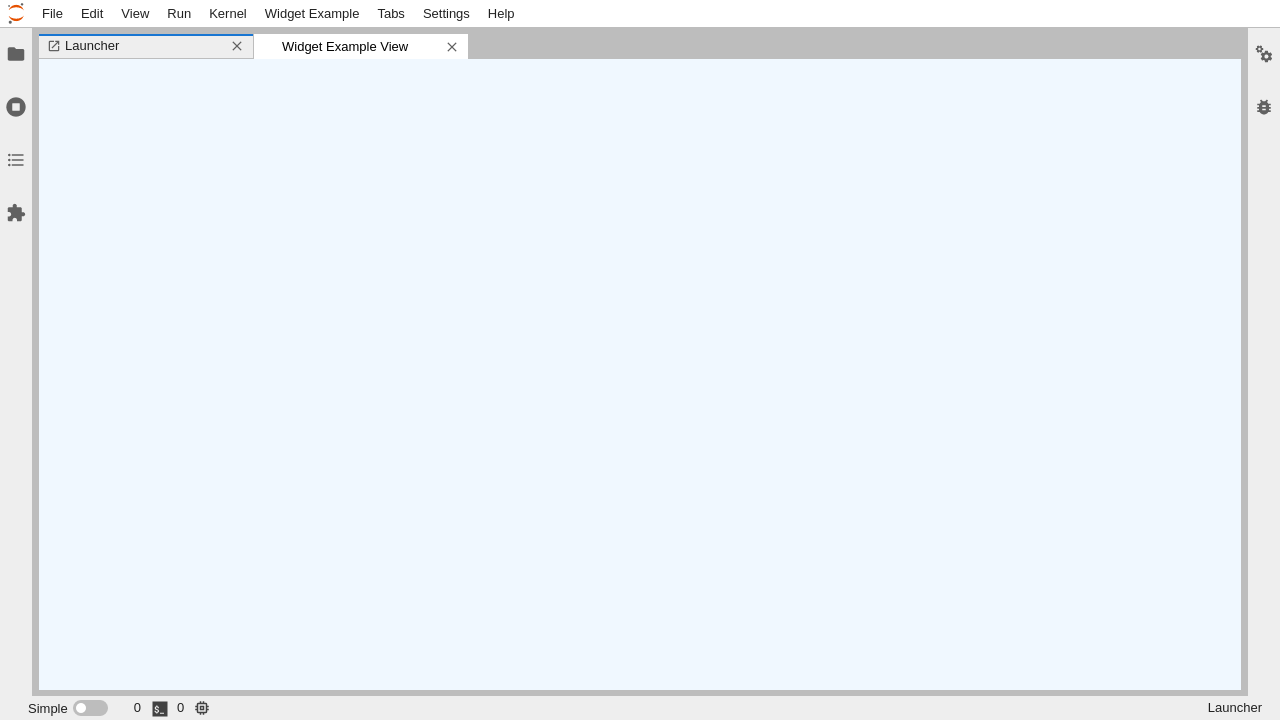 File Edit View Run Kernel Widget Example Tabs Settings Help
Launcher Widget Example View
Simple 0 $_ 0 Launcher